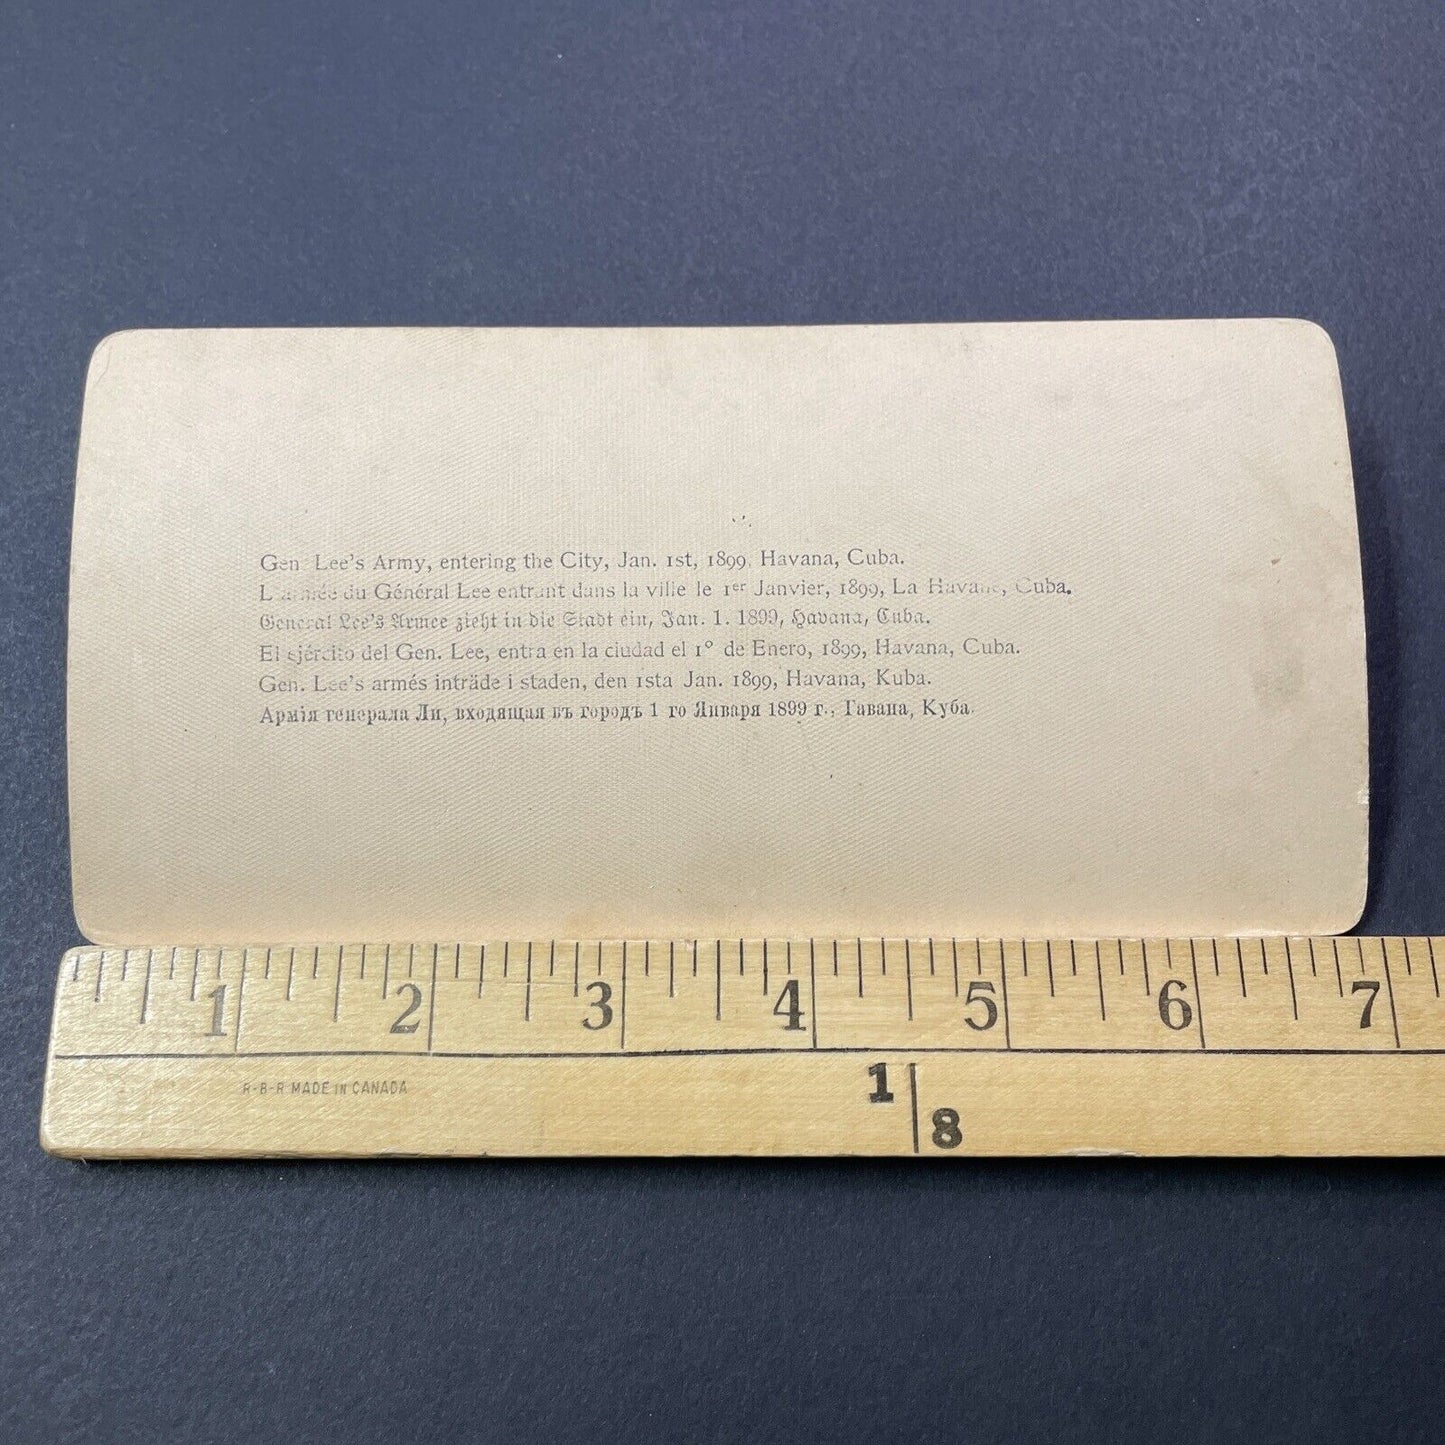 Gen. Lee's Army, entering the City, Jan. 1st, 1899, Havana, Cuba.
L'armée du Général Lee entrant dans la ville le 1er Janvier, 1899, La Havane, Cuba.
General Lee's Armee zieht in die Stadt ein, Jan. 1. 1899, Havana, Cuba.
El ejército del Gen. Lee, entra en la ciudad el 1° de Enero, 1899, Havana, Cuba.
Gen. Lee's armés inträde i staden, den 1sta Jan. 1899, Havana, Kuba.
Армія генерала Ли, входящая въ городъ 1 го Января 1899 г., Гавана, Куба.
1 2 3 4 5 6 7
R-B-R MADE IN CANADA
1 8